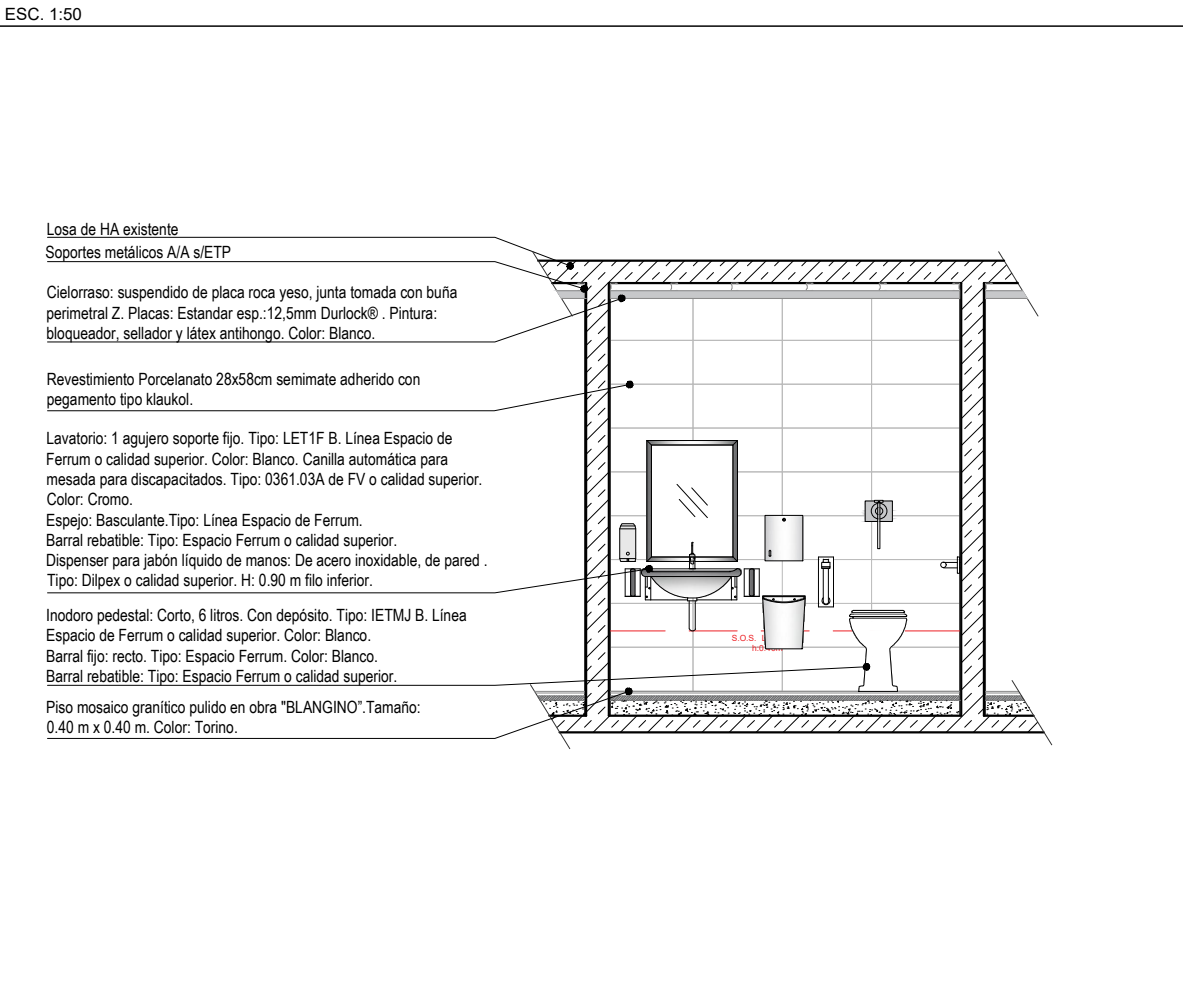 ESC. 1:50
Losa de HA existente
Soportes metálicos A/A s/ETP
Cielorraso: suspendido de placa roca yeso, junta tomada con buña
perimetral Z. Placas: Estandar esp.:12,5mm Durlock® . Pintura:
bloqueador, sellador y látex antihongo. Color: Blanco.
Revestimiento Porcelanato 28x58cm semimate adherido con
pegamento tipo klaukol.
Lavatorio: 1 agujero soporte fijo. Tipo: LET1F B. Línea Espacio de
Ferrum o calidad superior. Color: Blanco. Canilla automática para
mesada para discapacitados. Tipo: 0361.03A de FV o calidad superior.
Color: Cromo.
Espejo: Basculante.Tipo: Línea Espacio de Ferrum.
Barral rebatible: Tipo: Espacio Ferrum o calidad superior.
Dispenser para jabón líquido de manos: De acero inoxidable, de pared .
Tipo: Dilpex o calidad superior. H: 0.90 m filo inferior.
Inodoro pedestal: Corto, 6 litros. Con depósito. Tipo: IETMJ B. Línea
Espacio de Ferrum o calidad superior. Color: Blanco.
Barral fijo: recto. Tipo: Espacio Ferrum. Color: Blanco.
Barral rebatible: Tipo: Espacio Ferrum o calidad superior.
Piso mosaico granítico pulido en obra "BLANGINO”.Tamaño:
0.40 m x 0.40 m. Color: Torino.
S.O.S.